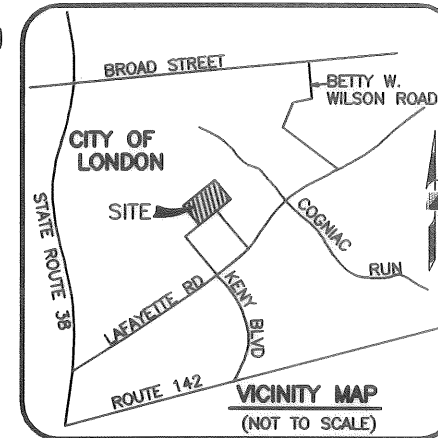 BROAD STREET
BETTY W.
WILSON ROAD
CITY OF
LONDON
SITE
COGNIAC
RUN
STATE ROUTE 38
LAFAYETTE RD
KENY
BLVD
ROUTE 142
VICINITY MAP
(NOT TO SCALE)